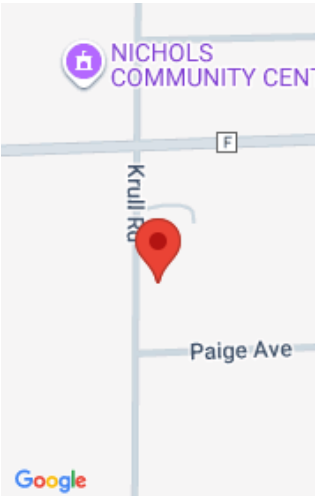 NICHOLS
COMMUNITY CENT
F
Krull Rd
Paige Ave
Google